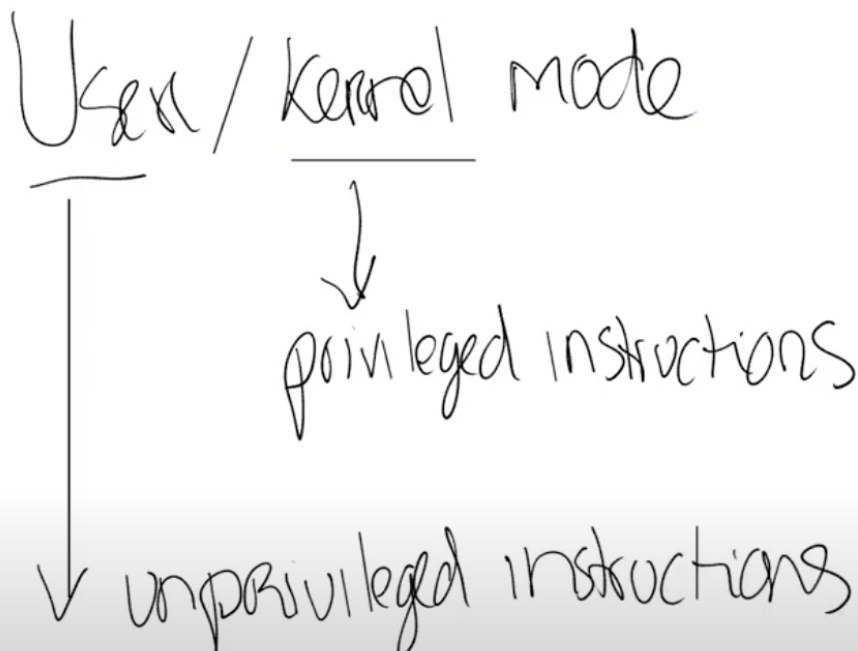 User/kernel mode
privileged instructions
unprivileged instructions